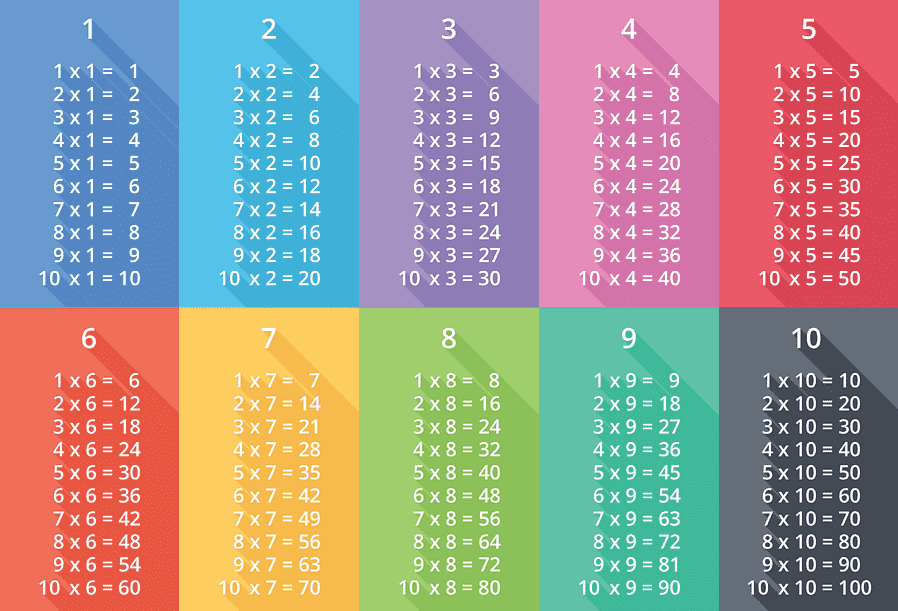 1
1 x 1 = 1
2 x 1 = 2
3 x 1 = 3
4 x 1 = 4
5 x 1 = 5
6 x 1 = 6
7 x 1 = 7
8 x 1 = 8
9 x 1 = 9
10 x 1 = 10
2
1 x 2 = 2
2 x 2 = 4
3 x 2 = 6
4 x 2 = 8
5 x 2 = 10
6 x 2 = 12
7 x 2 = 14
8 x 2 = 16
9 x 2 = 18
10 x 2 = 20
3
1 x 3 = 3
2 x 3 = 6
3 x 3 = 9
4 x 3 = 12
5 x 3 = 15
6 x 3 = 18
7 x 3 = 21
8 x 3 = 24
9 x 3 = 27
10 x 3 = 30
4
1 x 4 = 4
2 x 4 = 8
3 x 4 = 12
4 x 4 = 16
5 x 4 = 20
6 x 4 = 24
7 x 4 = 28
8 x 4 = 32
9 x 4 = 36
10 x 4 = 40
5
1 x 5 = 5
2 x 5 = 10
3 x 5 = 15
4 x 5 = 20
5 x 5 = 25
6 x 5 = 30
7 x 5 = 35
8 x 5 = 40
9 x 5 = 45
10 x 5 = 50
6
1 x 6 = 6
2 x 6 = 12
3 x 6 = 18
4 x 6 = 24
5 x 6 = 30
6 x 6 = 36
7 x 6 = 42
8 x 6 = 48
9 x 6 = 54
10 x 6 = 60
7
1 x 7 = 7
2 x 7 = 14
3 x 7 = 21
4 x 7 = 28
5 x 7 = 35
6 x 7 = 42
7 x 7 = 49
8 x 7 = 56
9 x 7 = 63
10 x 7 = 70
8
1 x 8 = 8
2 x 8 = 16
3 x 8 = 24
4 x 8 = 32
5 x 8 = 40
6 x 8 = 48
7 x 8 = 56
8 x 8 = 64
9 x 8 = 72
10 x 8 = 80
9
1 x 9 = 9
2 x 9 = 18
3 x 9 = 27
4 x 9 = 36
5 x 9 = 45
6 x 9 = 54
7 x 9 = 63
8 x 9 = 72
9 x 9 = 81
10 x 9 = 90
10
1 x 10 = 10
2 x 10 = 20
3 x 10 = 30
4 x 10 = 40
5 x 10 = 50
6 x 10 = 60
7 x 10 = 70
8 x 10 = 80
9 x 10 = 90
10 x 10 = 100